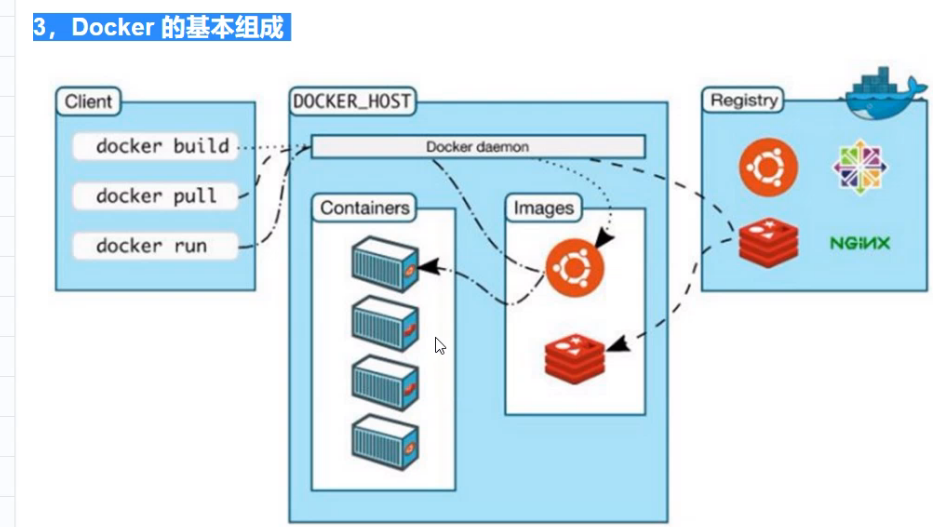 3，Docker 的基本组成
Client
docker build
docker pull
docker run
DOCKER_HOST
Docker daemon
Containers
Images
Registry
NGiNX